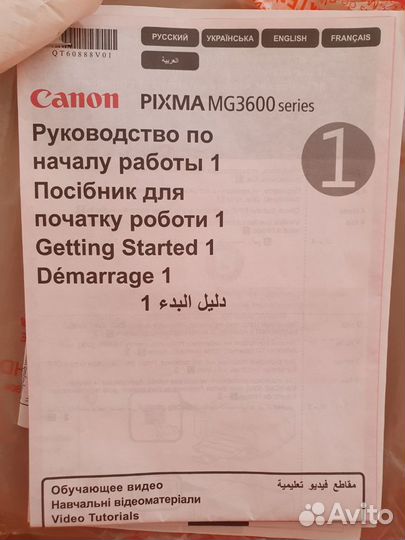 QT60888V01
РУССКИЙ УКРАЇНСЬКА ENGLISH FRANÇAIS
العربية
Canon PIXMA MG3600 series
Руководство по
началу работы 1
Посібник для
початку роботи 1
Getting Started 1
Démarrage 1
دليل البدء 1
1
Обучающее видео
Навчальні відеоматеріали
Video Tutorials
مقاطع فيديو تعليمية
Avito